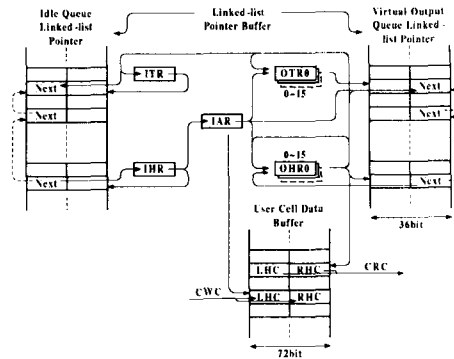 Idle Queue
Linked-list
Pointer
Linked-list
Pointer Buffer
Virtual Output
Queue Linked-
list Pointer
Next
Next
Next
ITR
IHR
IAR
OTR0
0~15
0~15
OHR0
Next
Next
Next
36bit
User Cell Data
Buffer
LHC
RHC
CRC
CWC
LHC
RHC
72bit